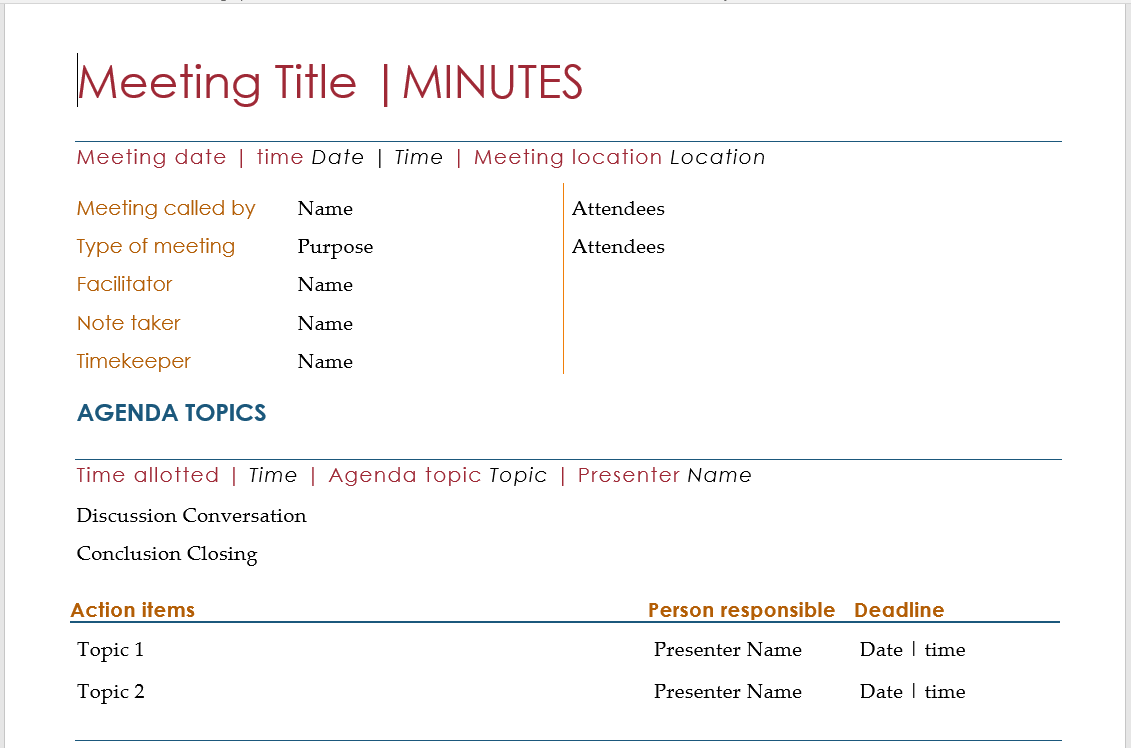 Meeting Title | MINUTES
Meeting date | time Date | Time | Meeting location Location
Meeting called by Name Attendees
Type of meeting Purpose Attendees
Facilitator Name
Note taker Name
Timekeeper Name
AGENDA TOPICS
Time allotted | Time | Agenda topic Topic | Presenter Name
Discussion Conversation
Conclusion Closing
Action items Person responsible Deadline
Topic 1 Presenter Name Date | time
Topic 2 Presenter Name Date | time